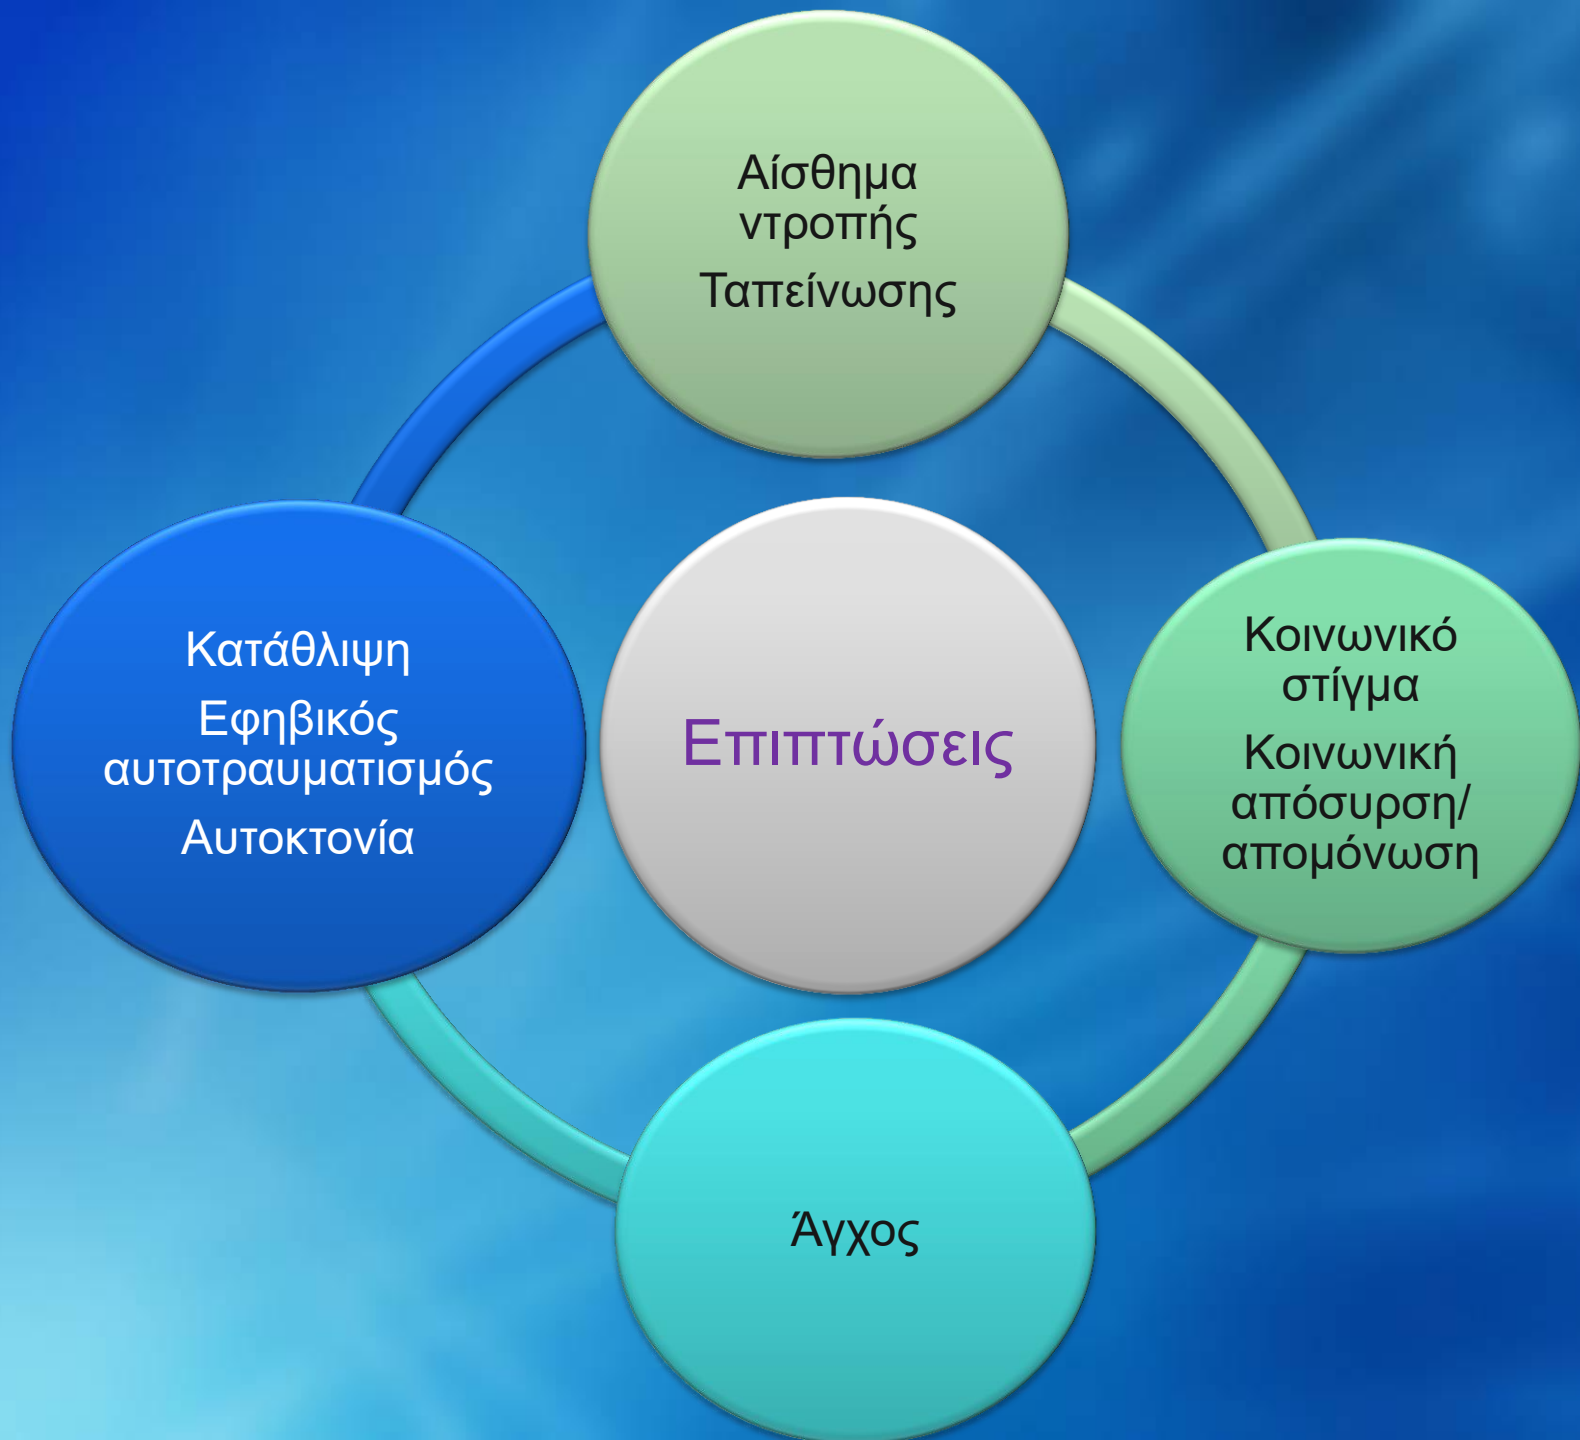 Αίσθημα
ντροπής
Ταπείνωσης
Κατάθλιψη
Εφηβικός
αυτοτραυματισμός
Αυτοκτονία
Επιπτώσεις
Κοινωνικό
στίγμα
Κοινωνική
απόσυρση/
απομόνωση
Άγχος